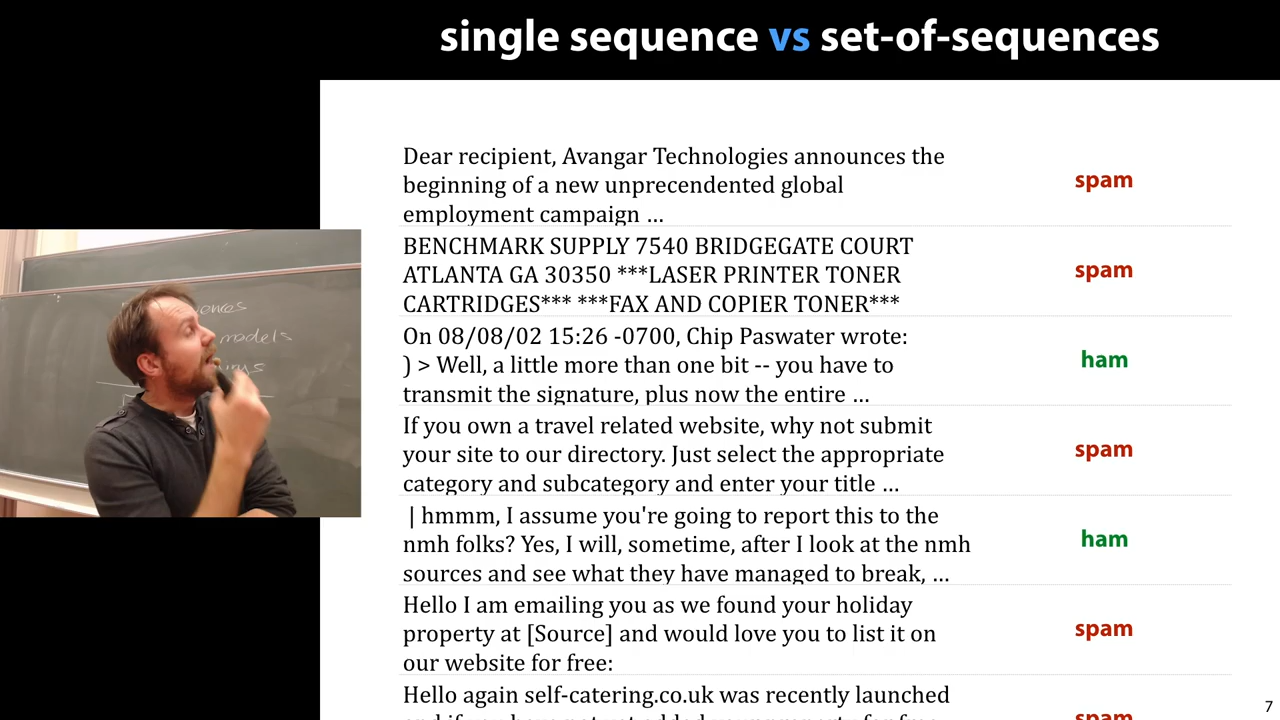 single sequence vs set-of-sequences
Dear recipient, Avangar Technologies announces the
beginning of a new unprecendented global
employment campaign ...
spam
BENCHMARK SUPPLY 7540 BRIDGEGATE COURT
ATLANTA GA 30350 ***LASER PRINTER TONER
CARTRIDGES*** ***FAX AND COPIER TONER***
spam
On 08/08/02 15:26 -0700, Chip Paswater wrote:
) > Well, a little more than one bit -- you have to
transmit the signature, plus now the entire ...
ham
If you own a travel related website, why not submit
your site to our directory. Just select the appropriate
category and subcategory and enter your title ...
spam
| hmmm, I assume you're going to report this to the
nmh folks? Yes, I will, sometime, after I look at the nmh
sources and see what they have managed to break, ...
ham
Hello I am emailing you as we found your holiday
property at [Source] and would love you to list it on
our website for free:
spam
Hello again self-catering.co.uk was recently launched
spam
models
7